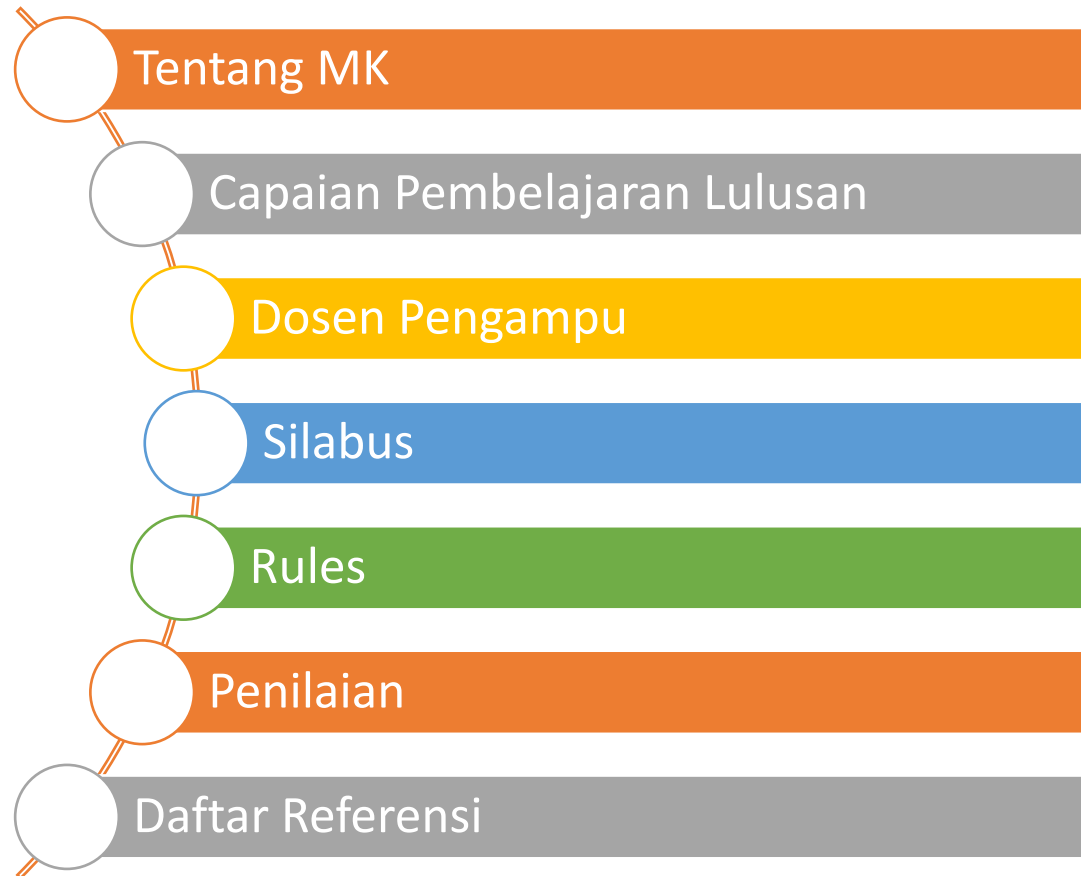 Tentang MK
Capaian Pembelajaran Lulusan
Dosen Pengampu
Silabus
Rules
Penilaian
Daftar Referensi